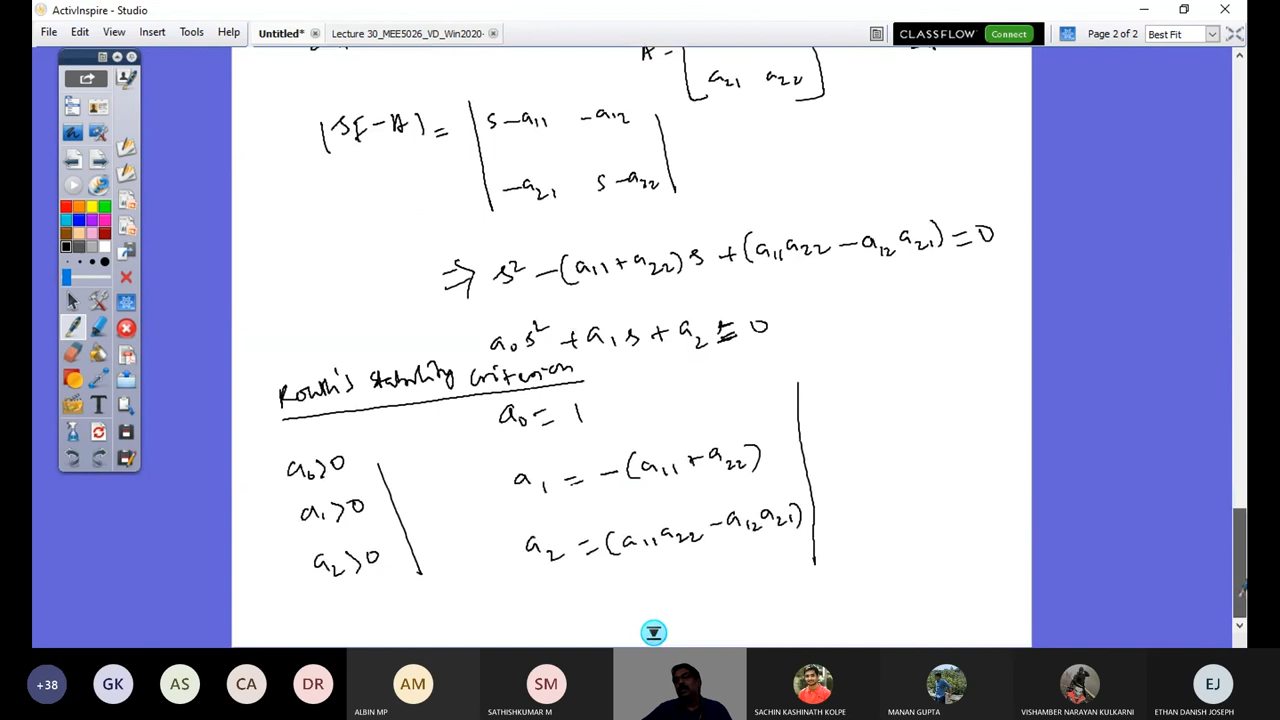 ActivInspire - Studio
File Edit View Insert Tools Help Untitled* Lecture 30_MEE5026_VD_Win2020- CLASSFLOW Connect Page 2 of 2 Best Fit
A =
a21 a22
|SI - A| = | s - a11 -a12
-a21 s - a22 |
⇒ s² - (a11 + a22) s + (a11a22 - a12a21) = 0
a0s² + a1s + a2 = 0
Routh's stability criterion
a0 = 1
a0 > 0
a1 = -(a11 + a22)
a1 > 0
a2 = (a11a22 - a12a21)
a2 > 0
+38 GK AS CA DR AM SM EJ
ALBIN MP SATHISHKUMAR M SACHIN KASHINATH KOLPE MANAN GUPTA VISHAMBER NARAYAN KULKARNI ETHAN DANISH JOSEPH